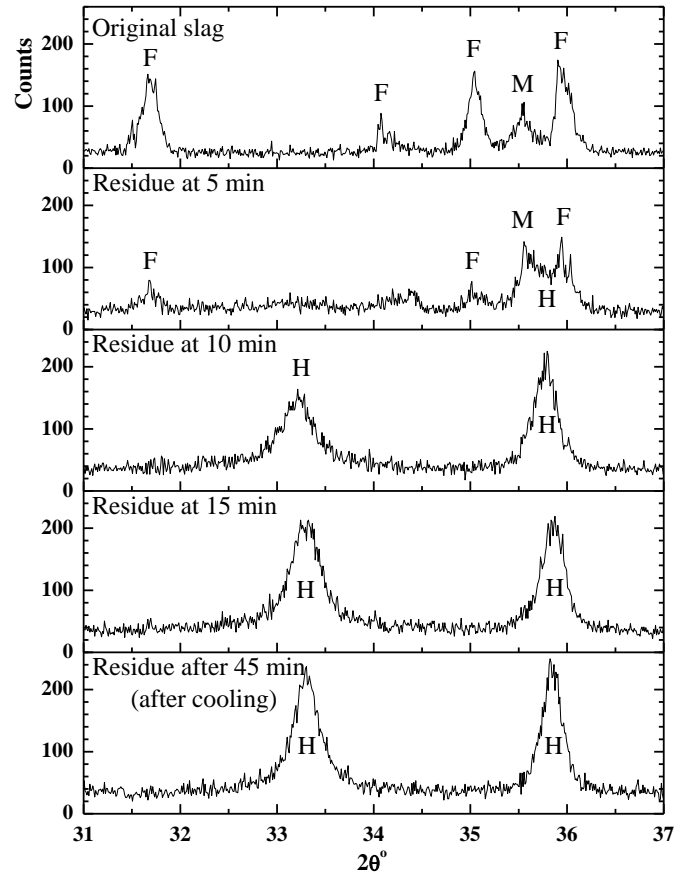 Original slag
F
F
F
M
F
200
100
0
Counts
Residue at 5 min
F
F
M
F
H
200
100
0
Residue at 10 min
H
H
200
100
0
Residue at 15 min
H
H
200
100
0
Residue after 45 min
(after cooling)
H
H
200
100
0
31 32 33 34 35 36 37
2θ°